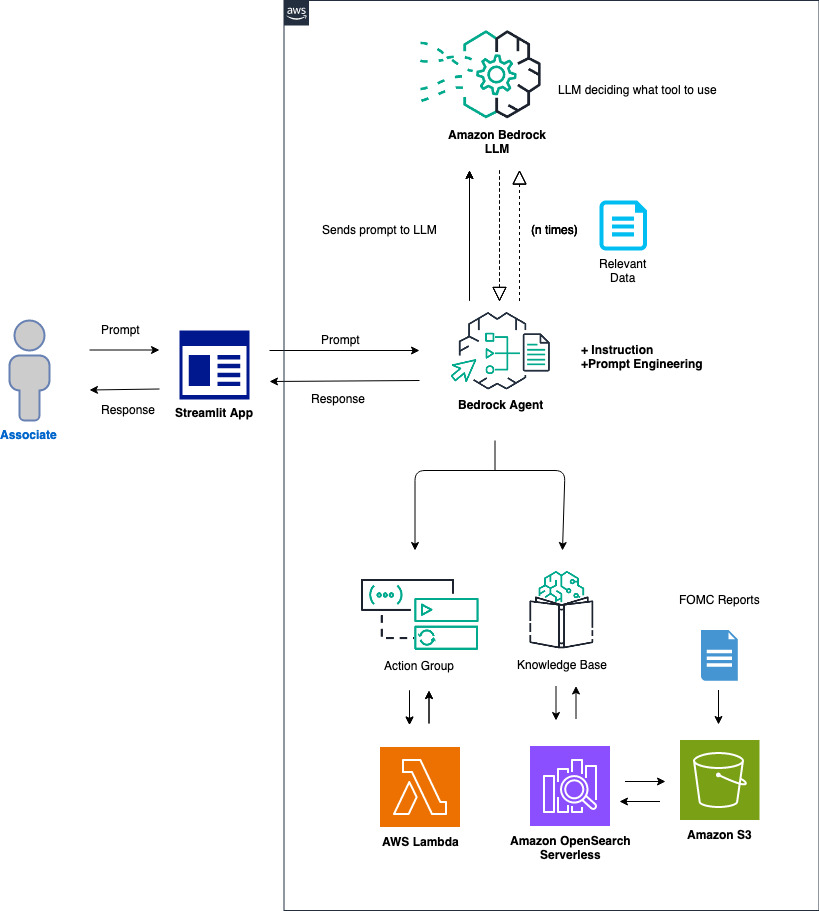 aws
LLM deciding what tool to use
Amazon Bedrock
LLM
Sends prompt to LLM
(n times)
Relevant
Data
Prompt
Prompt
+ Instruction
+Prompt Engineering
Response
Response
Streamlit App
Bedrock Agent
Associate
FOMC Reports
Action Group
Knowledge Base
AWS Lambda
Amazon OpenSearch
Serverless
Amazon S3